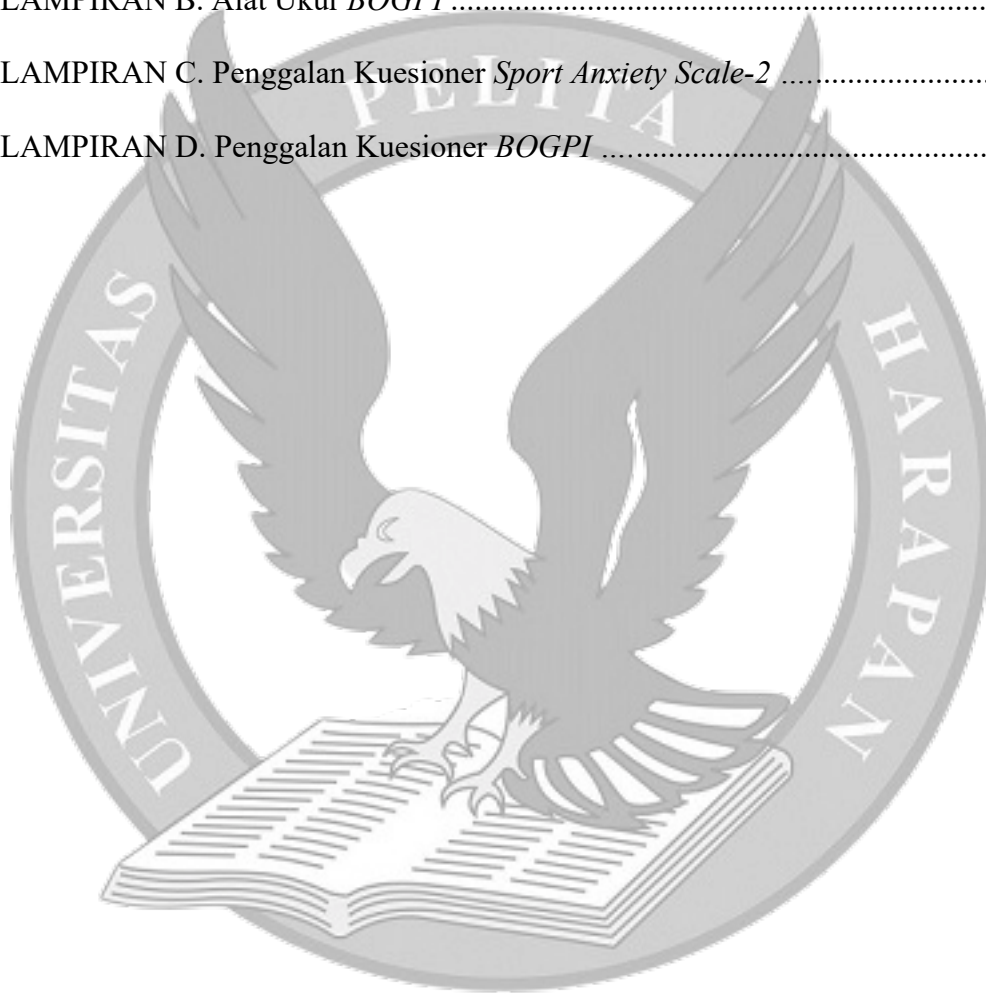 LAMPIRAN B. Alat Ukur BOGPI ....................................................................
LAMPIRAN C. Penggalan Kuesioner Sport Anxiety Scale-2 ..........................
LAMPIRAN D. Penggalan Kuesioner BOGPI .................................................
UNIVERSITAS PELITA HARAPAN